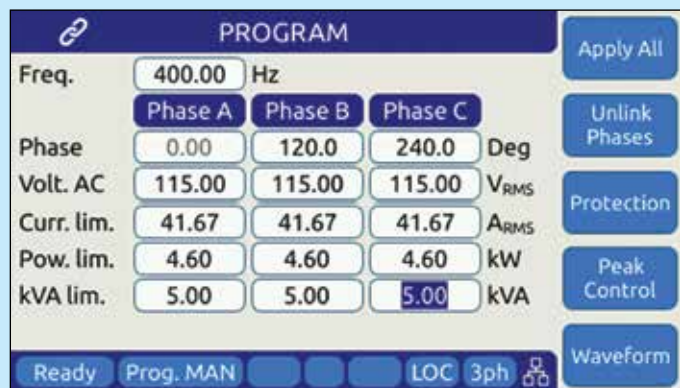 PROGRAM
Apply All
Freq. 400.00 Hz
Phase A Phase B Phase C
Unlink
Phases
Phase 0.00 120.0 240.0 Deg
Volt. AC 115.00 115.00 115.00 VRMS
Protection
Curr. lim. 41.67 41.67 41.67 ARMS
Pow. lim. 4.60 4.60 4.60 kW
Peak
Control
kVA lim. 5.00 5.00 5.00 kVA
Waveform
Ready Prog. MAN LOC 3ph